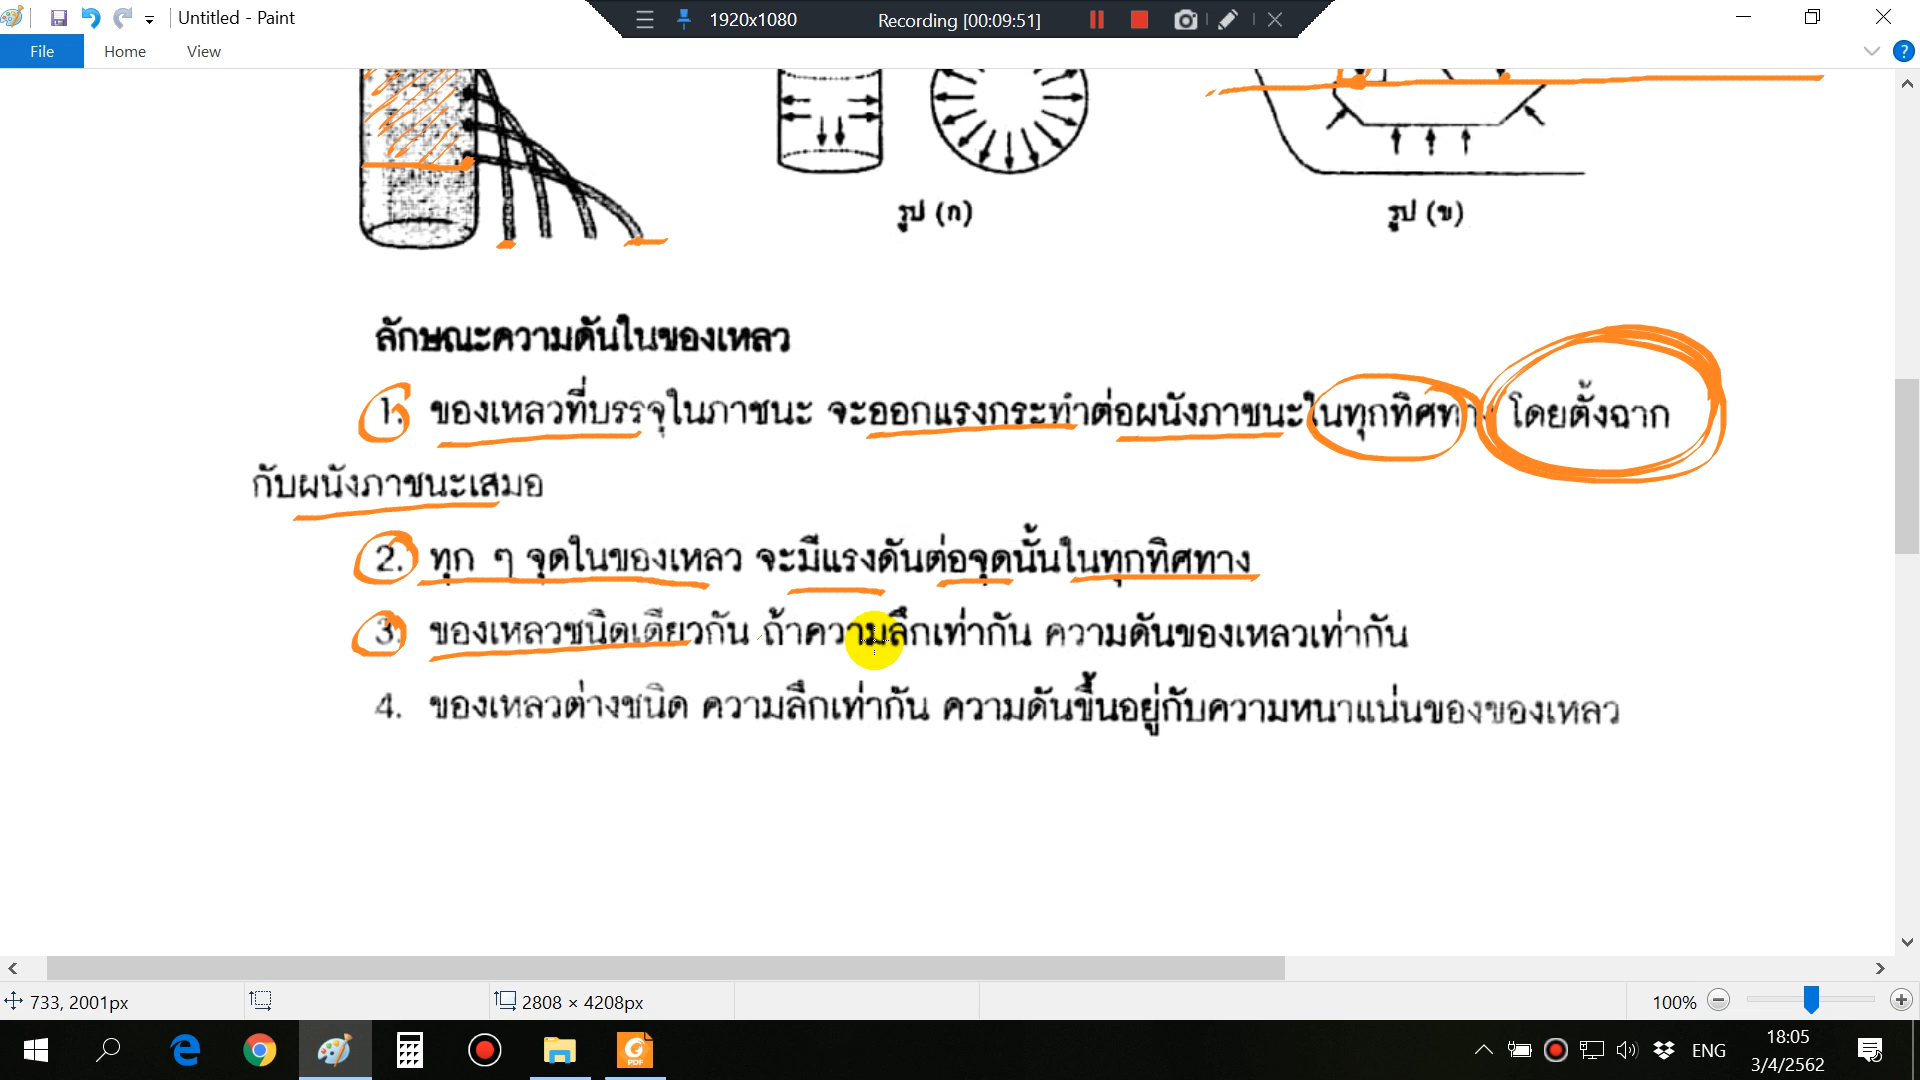 Untitled - Paint
1920x1080
Recording [00:09:51]
File
Home
View
รูป (ก)
รูป (ข)
ลักษณะความดันในของเหลว
1. ของเหลวที่บรรจุในภาชนะ จะออกแรงกระทำต่อผนังภาชนะในทุกทิศทาง โดยตั้งฉาก
กับผนังภาชนะเสมอ
2. ทุก ๆ จุดในของเหลว จะมีแรงดันต่อจุดนั้นในทุกทิศทาง
3. ของเหลวชนิดเดียวกัน ถ้าความลึกเท่ากัน ความดันของเหลวเท่ากัน
4. ของเหลวต่างชนิด ความลึกเท่ากัน ความดันขึ้นอยู่กับความหนาแน่นของของเหลว
733, 2001px
2808 × 4208px
100%
PDF
ENG
18:05
3/4/2562